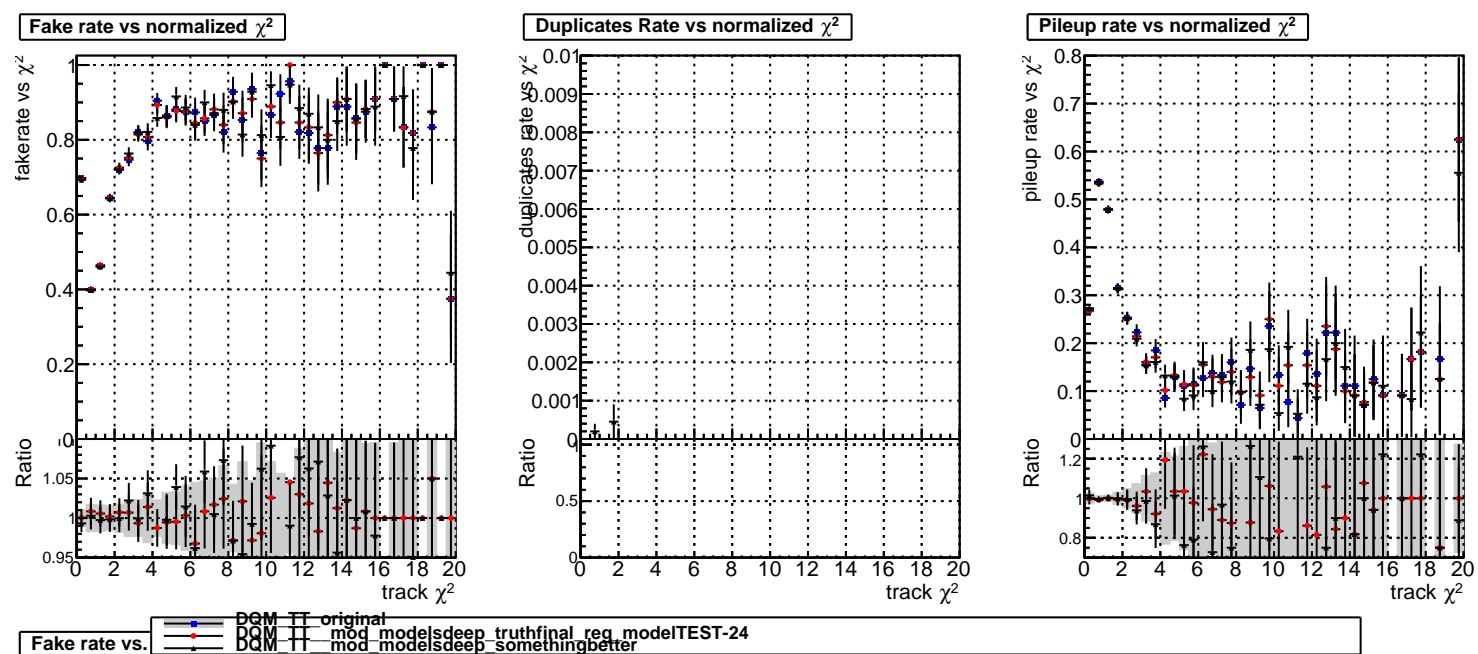 Fake rate vs normalized χ²
fakerate vs χ²
1
0.8
0.6
0.4
0.2
0
Ratio
1.05
1
0.95
0 2 4 6 8 10 12 14 16 18 20
track χ²
Duplicates Rate vs normalized χ²
duplicates rate vs χ²
0.01
0.009
0.008
0.007
0.006
0.005
0.004
0.003
0.002
0.001
0
Ratio
1
0.5
0
0 2 4 6 8 10 12 14 16 18 20
track χ²
Pileup rate vs normalized χ²
pileup rate vs χ²
0.8
0.7
0.6
0.5
0.4
0.3
0.2
0.1
0
Ratio
1.2
1
0.8
0 2 4 6 8 10 12 14 16 18 20
track χ²
Fake rate vs.
DQM_TT_original
DQM_TT__mod_modelsdeep_truthfinal_reg_modelTEST-24
DQM_TT__mod_modelsdeep_somethingbetter